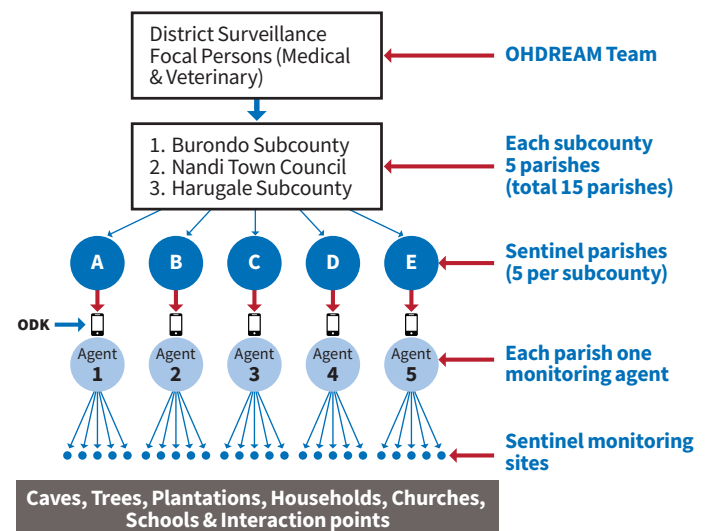 District Surveillance
Focal Persons (Medical
& Veterinary)
OHDREAM Team
1. Burondo Subcounty
2. Nandi Town Council
3. Harugale Subcounty
Each subcounty
5 parishes
(total 15 parishes)
A
B
C
D
E
Sentinel parishes
(5 per subcounty)
ODK
Agent
1
Agent
2
Agent
3
Agent
4
Agent
5
Each parish one
monitoring agent
Sentinel monitoring
sites
Caves, Trees, Plantations, Households, Churches,
Schools & Interaction points